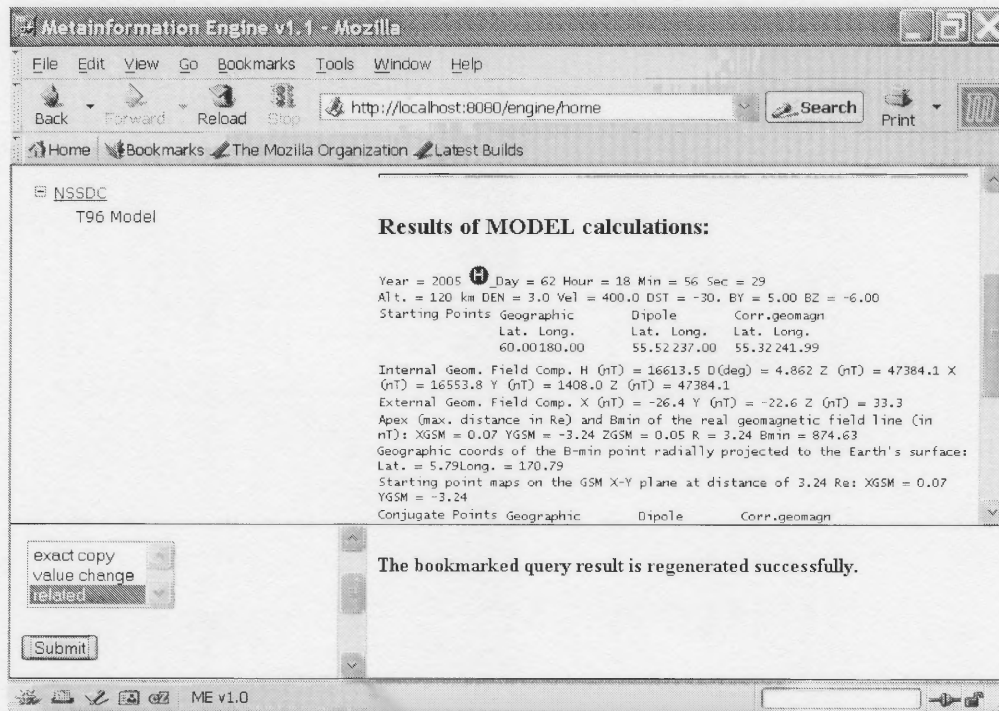 Metainformation Engine v1.1 - Mozilla
File Edit View Go Bookmarks Tools Window Help
Back Forward Reload Stop http://localhost:8080/engine/home Search Print
Home Bookmarks The Mozilla Organization Latest Builds
NSSDC
T96 Model
Results of MODEL calculations:
Year = 2005 H_Day = 62 Hour = 18 Min = 56 Sec = 29
Alt. = 120 km DEN = 3.0 Vel = 400.0 DST = -30. BY = 5.00 BZ = -6.00
Starting Points Geographic Dipole Corr.geomagn
Lat. Long. Lat. Long. Lat. Long.
60.00180.00 55.52237.00 55.32241.99
Internal Geom. Field Comp. H (nT) = 16613.5 D(deg) = 4.862 Z (nT) = 47384.1 X
(nT) = 16553.8 Y (nT) = 1408.0 Z (nT) = 47384.1
External Geom. Field Comp. X (nT) = -26.4 Y (nT) = -22.6 Z (nT) = 33.3
Apex (max. distance in Re) and Bmin of the real geomagnetic field line (in
nT): XGSM = 0.07 YGSM = -3.24 ZGSM = 0.05 R = 3.24 Bmin = 874.63
Geographic coords of the B-min point radially projected to the Earth's surface:
Lat. = 5.79Long. = 170.79
Starting point maps on the GSM X-Y plane at distance of 3.24 Re: XGSM = 0.07
YGSM = -3.24
Conjugate Points Geographic Dipole Corr.geomagn
exact copy
value change
related
Submit
The bookmarked query result is regenerated successfully.
ME v1.0